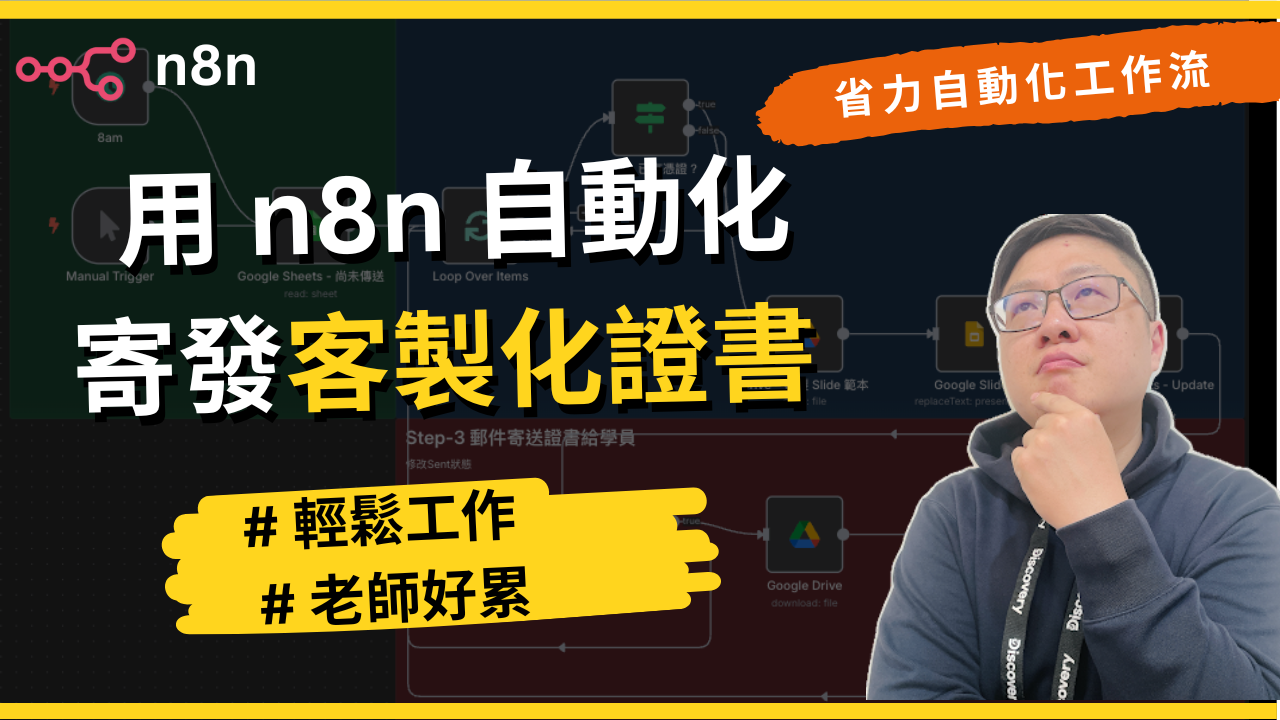 n8n
省力自動化工作流
用 n8n 自動化
寄發客製化證書
# 輕鬆工作
# 老師好累
8am
true
false
憑證？
Manual Trigger
Google Sheets - 尚未傳送
read: sheet
Loop Over Items
Slide 範本
file
Google Slid
replaceText: presen
- Update
Step-3 郵件寄送證書給學員
修改Sent狀態
true
Google Drive
download: file
Discovery
Discover